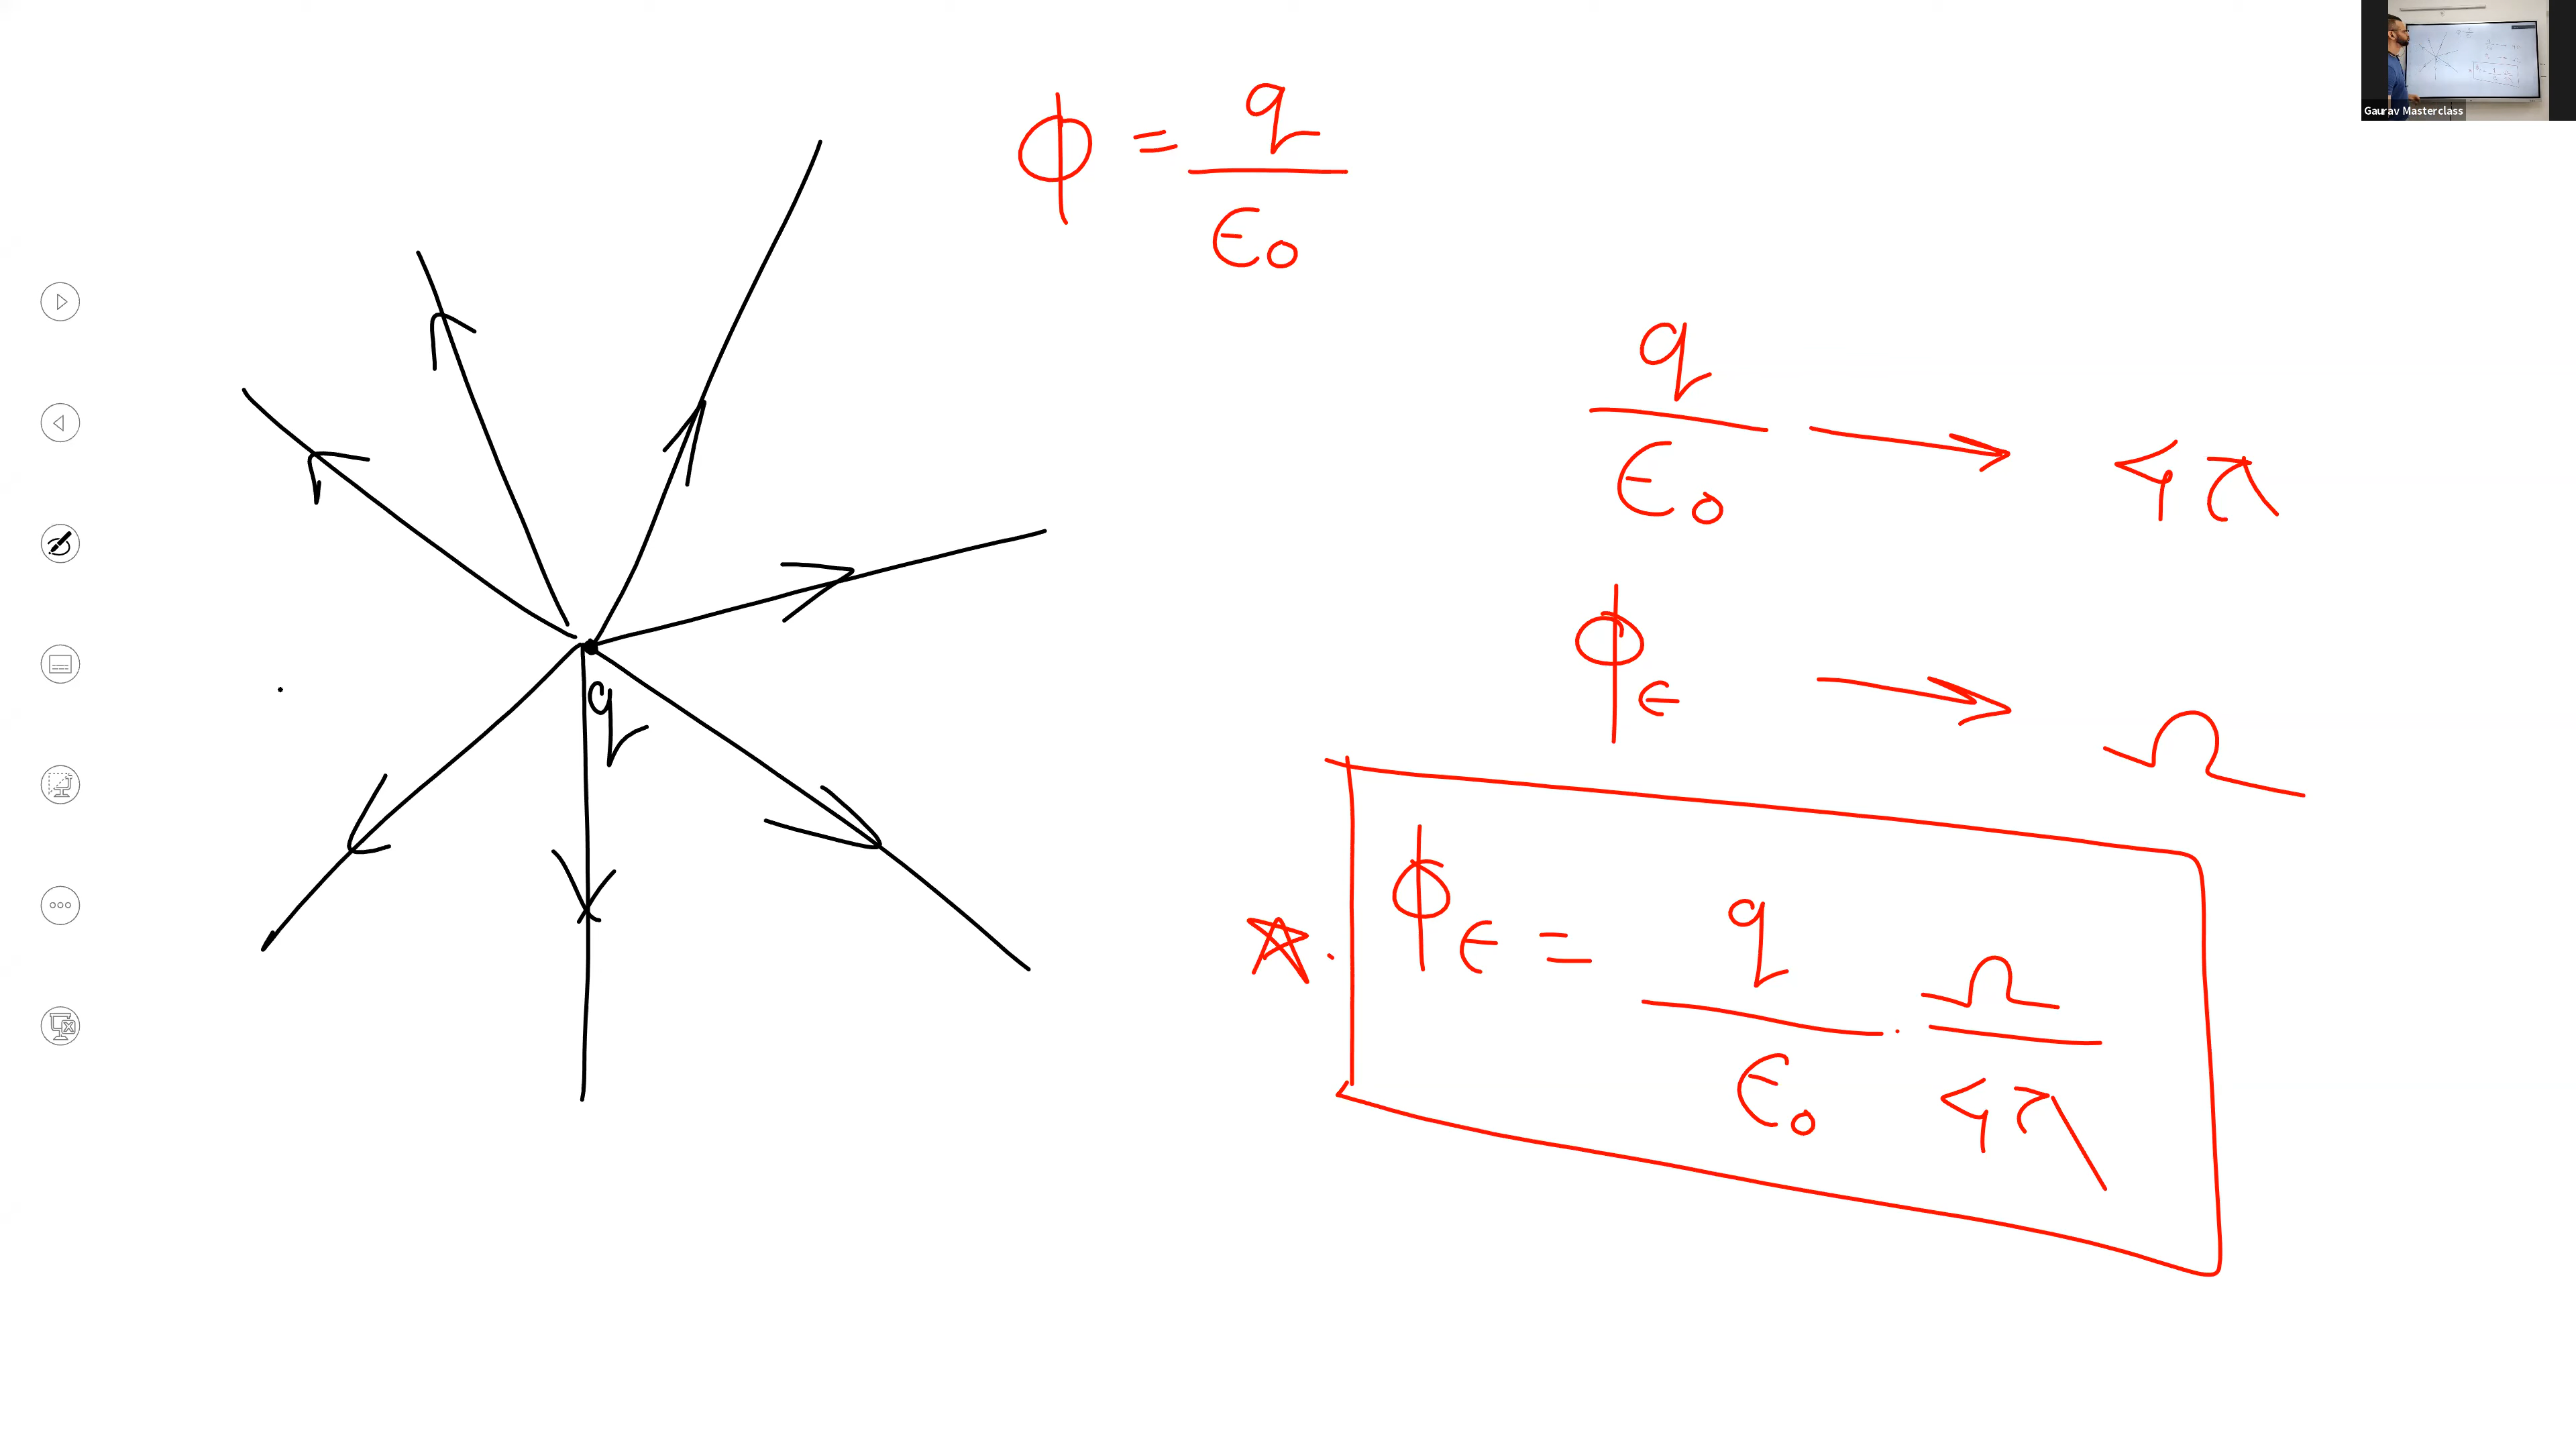 Gaurav Masterclass
ϕ = q / ε₀
q
q / ε₀ → 4π
ϕ_E → Ω
☆. ϕ_E = q / ε₀ · Ω / 4π